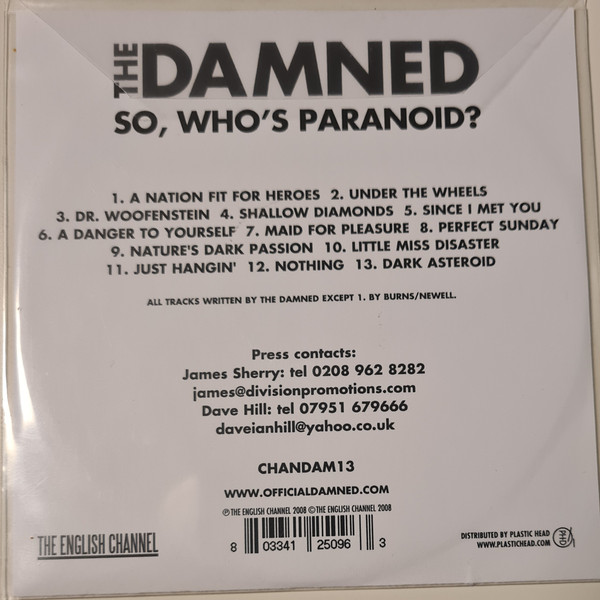 THE DAMNED
SO, WHO'S PARANOID?
1. A NATION FIT FOR HEROES 2. UNDER THE WHEELS
3. DR. WOOFENSTEIN 4. SHALLOW DIAMONDS 5. SINCE I MET YOU
6. A DANGER TO YOURSELF 7. MAID FOR PLEASURE 8. PERFECT SUNDAY
9. NATURE'S DARK PASSION 10. LITTLE MISS DISASTER
11. JUST HANGIN' 12. NOTHING 13. DARK ASTEROID
ALL TRACKS WRITTEN BY THE DAMNED EXCEPT 1. BY BURNS/NEWELL.
Press contacts:
James Sherry: tel 0208 962 8282
james@divisionpromotions.com
Dave Hill: tel 07951 679666
daveianhill@yahoo.co.uk
CHANDAM13
WWW.OFFICIALDAMNED.COM
℗THE ENGLISH CHANNEL 2008 ©THE ENGLISH CHANNEL 2008
THE ENGLISH CHANNEL
8 03341 25096 3
DISTRIBUTED BY PLASTIC HEAD
WWW.PLASTICHEAD.COM
PHD